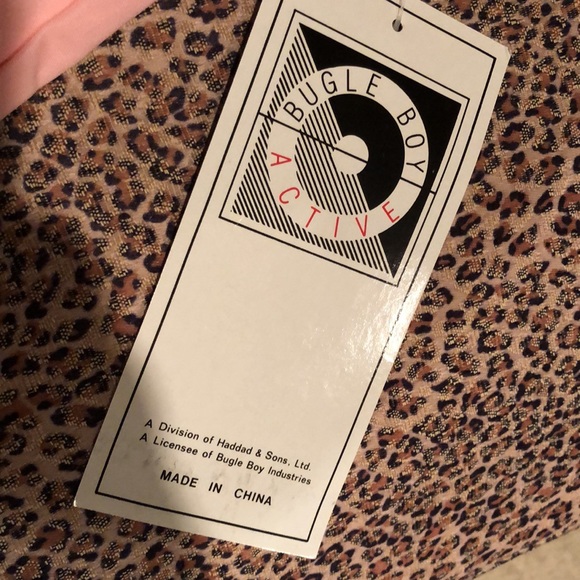 BUGLE BOY
ACTIVE
A Division of Haddad & Sons, Ltd.
A Licensee of Bugle Boy Industries
MADE IN CHINA